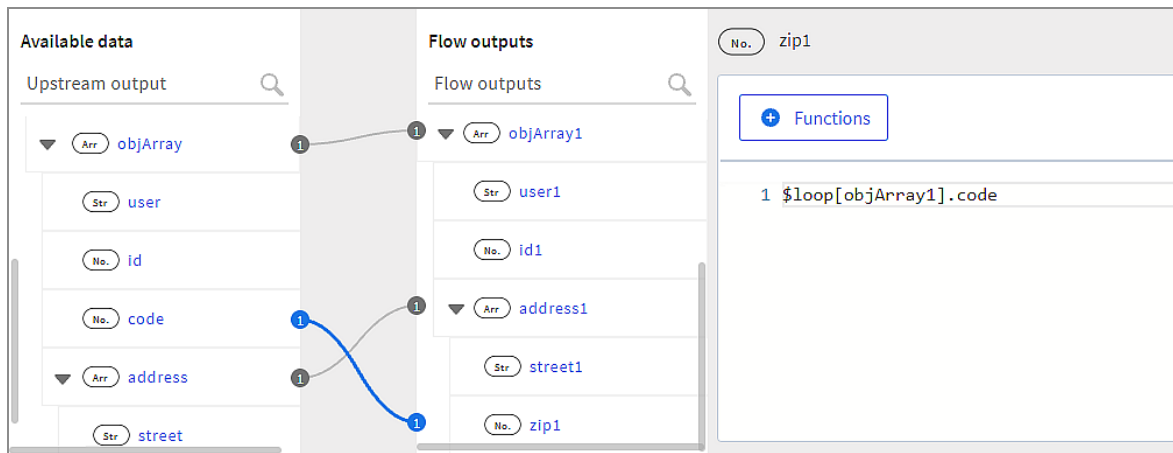 Available data
Upstream output
1
Arr objArray
Str user
No. id
No. code
1
Arr address
1
Str street
Flow outputs
Flow outputs
1
Arr objArray1
Str user1
No. id1
1
Arr address1
Str street1
1
No. zip1
No. zip1
Functions
1 $loop[objArray1].code